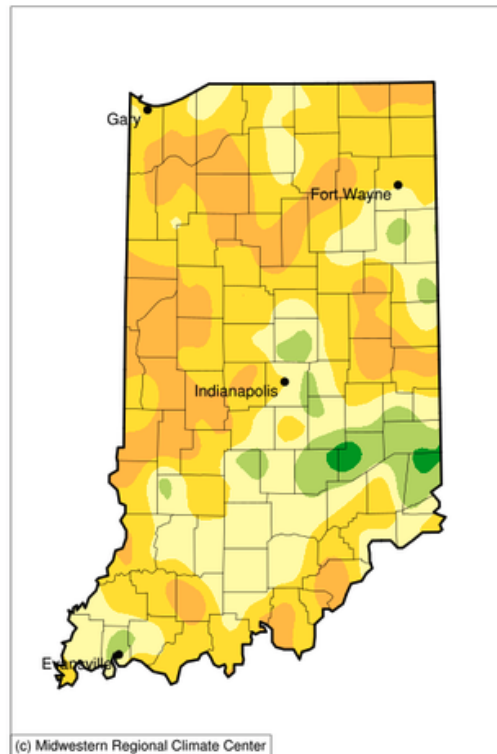 Gary
Fort Wayne
Indianapolis
Evansville
(c) Midwestern Regional Climate Center